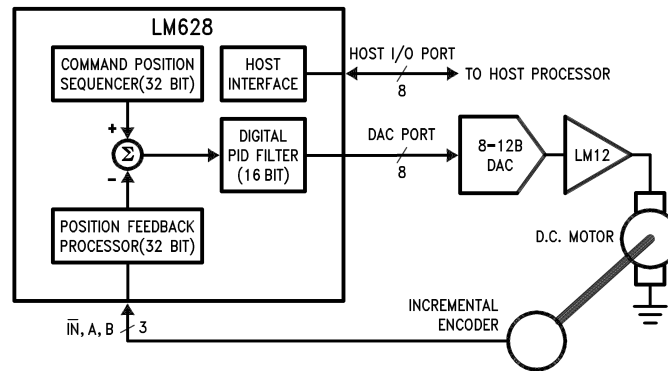 LM628
COMMAND POSITION
SEQUENCER(32 BIT)
HOST
INTERFACE
HOST I/O PORT
8
TO HOST PROCESSOR
+
Σ
-
DIGITAL
PID FILTER
(16 BIT)
DAC PORT
8
8-12B
DAC
LM12
POSITION FEEDBACK
PROCESSOR(32 BIT)
D.C. MOTOR
INCREMENTAL
ENCODER
I̅N̅, A, B
3